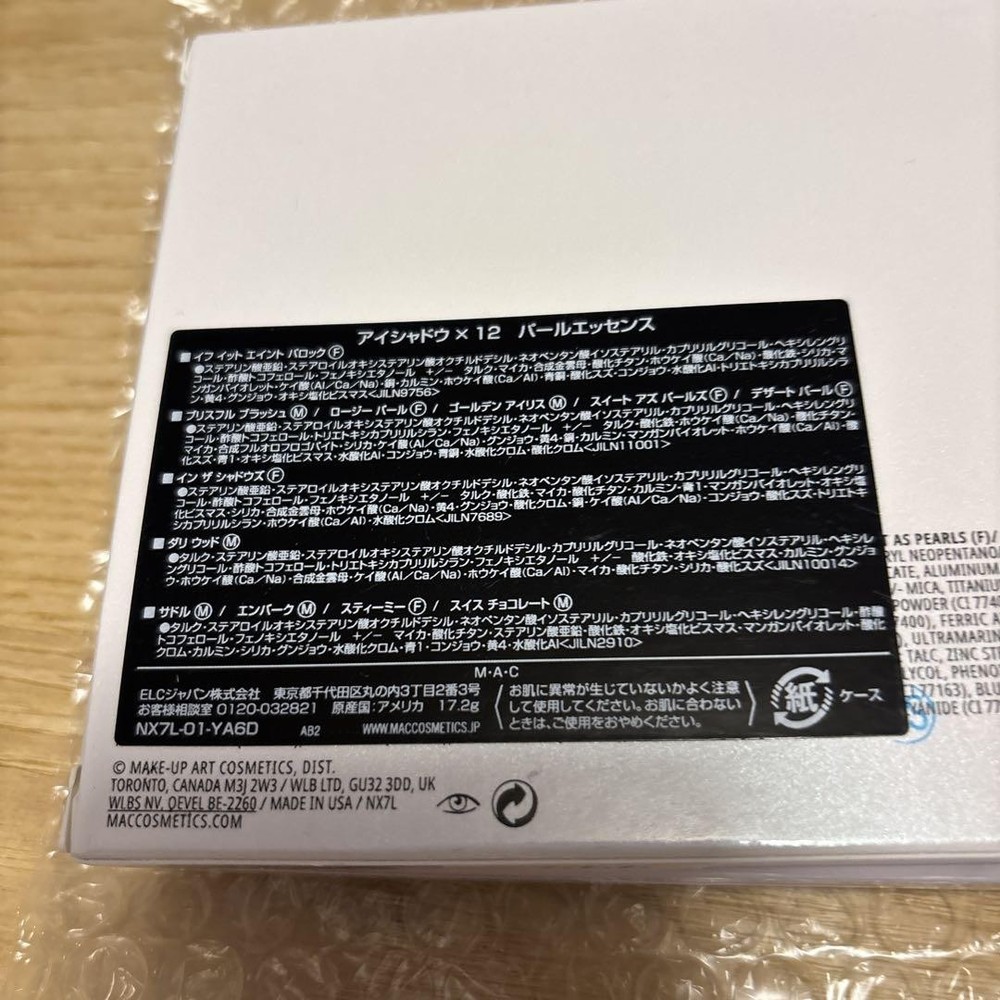 アイシャドウ × 12 パールエッセンス
■イフ イット エイント バロック Ⓕ
●ステアリン酸亜鉛・ステアロイルオキシステアリン酸オクチルドデシル・ネオペンタン酸イソステアリル・カプリリルグリコール・ヘキシレングリ
コール・酢酸トコフェロール・フェノキシエタノール +/− タルク・マイカ・合成金雲母・酸化チタン・ホウケイ酸(Ca/Na)・酸化鉄・シリカ・マ
ンガンバイオレット・ケイ酸(Al/Ca/Na)・銅・カルミン・ホウケイ酸(Ca/Al)・青銅・酸化スズ・コンジョウ・水酸化Al・トリエトキシカプリリルシラ
ン・黄4・グンジョウ・オキシ塩化ビスマス<JILN9756>
■ブリスフル ブラッシュ Ⓜ / ロージー パール Ⓕ / ゴールデン アイリス Ⓜ / スイート アズ パールズ Ⓕ / デザート パール Ⓕ
●ステアリン酸亜鉛・ステアロイルオキシステアリン酸オクチルドデシル・ネオペンタン酸イソステアリル・カプリリルグリコール・ヘキシレングリ
コール・酢酸トコフェロール・トリエトキシカプリリルシラン・フェノキシエタノール +/− タルク・酸化鉄・ホウケイ酸(Ca/Na)・酸化チタン・
マイカ・合成フルオロフロゴパイト・シリカ・ケイ酸(Al/Ca/Na)・グンジョウ・黄4・銅・カルミン・マンガンバイオレット・ホウケイ酸(Ca/Al)・酸
化スズ・青1・オキシ塩化ビスマス・水酸化Al・コンジョウ・青銅・水酸化クロム・酸化クロム<JILN11001>
■イン ザ シャドウズ Ⓕ
●ステアリン酸亜鉛・ステアロイルオキシステアリン酸オクチルドデシル・ネオペンタン酸イソステアリル・カプリリルグリコール・ヘキシレングリ
コール・酢酸トコフェロール・フェノキシエタノール +/− タルク・酸化鉄・マイカ・酸化チタン・カルミン・青1・マンガンバイオレット・オキシ塩
化ビスマス・シリカ・合成金雲母・黄4・グンジョウ・水酸化Al・ホウケイ酸(Ca/Na)・コンジョウ・酸化スズ・トリエトキ
シカプリリルシラン・ホウケイ酸(Ca/Al)・水酸化クロム<JILN7689>
■ダリ ウッド Ⓜ
●タルク・ステアリン酸亜鉛・ステアロイルオキシステアリン酸オクチルドデシル・カプリリルグリコール・ネオペンタン酸イソステアリル・ヘキシレ
ングリコール・酢酸トコフェロール・トリエトキシカプリリルシラン・フェノキシエタノール +/− 酸化鉄・オキシ塩化ビスマス・カルミン・グンジョ
ウ・ホウケイ酸(Ca/Na)・合成金雲母・ケイ酸(Al/Ca/Na)・ホウケイ酸(Ca/Al)・マイカ・酸化チタン・シリカ・酸化スズ<JILN10014>
■サドル Ⓜ / エンバーク Ⓜ / スティーミー Ⓕ / スイス チョコレート Ⓜ
●タルク・ステアロイルオキシステアリン酸オクチルドデシル・ネオペンタン酸イソステアリル・カプリリルグリコール・ヘキシレングリコール・酢酸
トコフェロール・フェノキシエタノール +/− マイカ・酸化チタン・ステアリン酸亜鉛・酸化鉄・オキシ塩化ビスマス・マンガンバイオレット・酸化
クロム・カルミン・シリカ・グンジョウ・水酸化クロム・青1・コンジョウ・黄4・水酸化Al<JILN2910>
M・A・C
ELCジャパン株式会社 東京都千代田区丸の内3丁目2番3号
お客様相談室 0120-032821 原産国：アメリカ 17.2g
NX7L-01-YA6D AB2 WWW.MACCOSMETICS.JP
お肌に異常が生じていないかよく注意
して使用してください。お肌に合わない
ときは、ご使用をおやめください。
紙 ケース
T AS PEARLS (F)/
RYL NEOPENTANO
CATE, ALUMINUM
/- MICA, TITANIU
POWDER (CI 774
7400), FERRIC A
, ULTRAMARIN
TALC, ZINC STE
GLYCOL, PHENO
CI 77163), BLU
YANIDE (CI 77
© MAKE-UP ART COSMETICS, DIST.
TORONTO, CANADA M3J 2W3 / WLB LTD, GU32 3DD, UK
WLBS NV, OEVEL BE-2260 / MADE IN USA / NX7L
MACCOSMETICS.COM